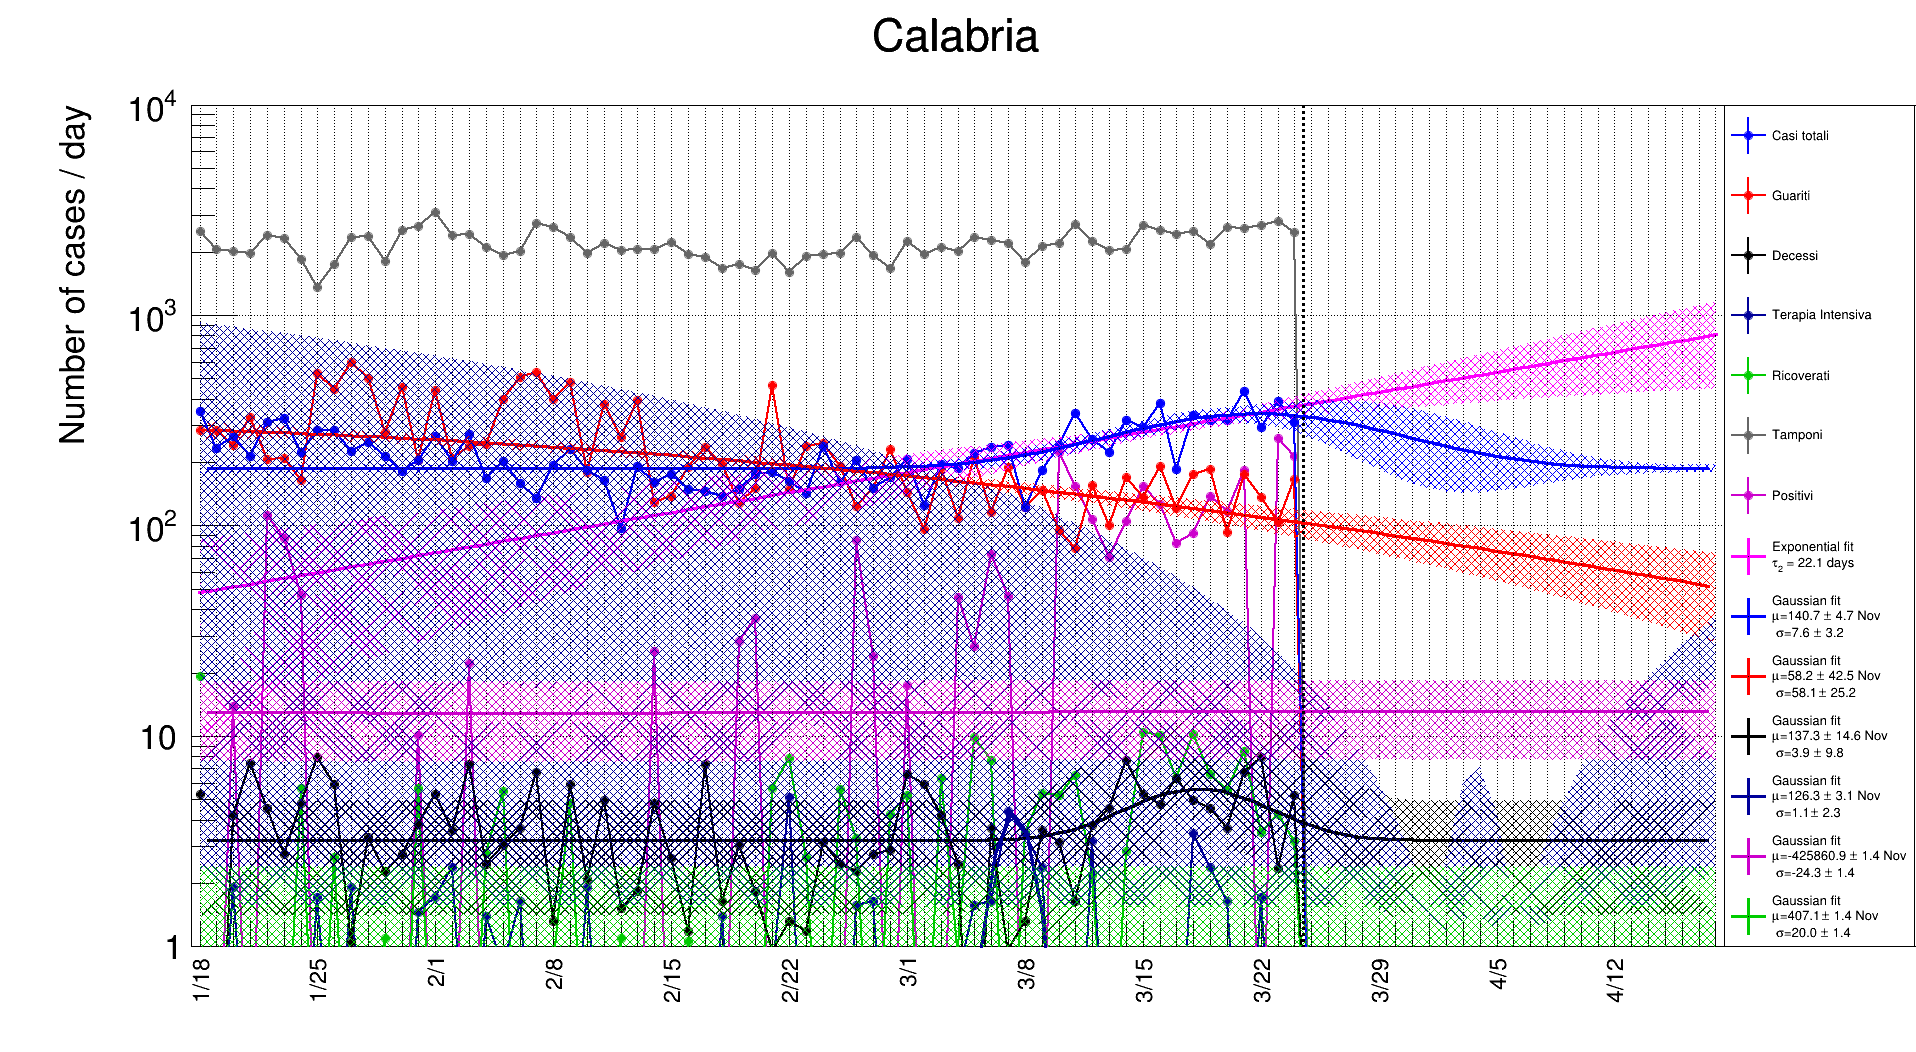 Calabria
Number of cases / day
10^4
10^3
10^2
10
1
1/18
1/25
2/1
2/8
2/15
2/22
3/1
3/8
3/15
3/22
3/29
4/5
4/12
Casi totali
Guariti
Decessi
Terapia Intensiva
Ricoverati
Tamponi
Positivi
Exponential fit
τ2 = 22.1 days
Gaussian fit
μ=140.7 ± 4.7 Nov
σ=7.6 ± 3.2
Gaussian fit
μ=58.2 ± 42.5 Nov
σ=58.1 ± 25.2
Gaussian fit
μ=137.3 ± 14.6 Nov
σ=3.9 ± 9.8
Gaussian fit
μ=126.3 ± 3.1 Nov
σ=1.1 ± 2.3
Gaussian fit
μ=-425860.9 ± 1.4 Nov
σ=-24.3 ± 1.4
Gaussian fit
μ=407.1 ± 1.4 Nov
σ=20.0 ± 1.4